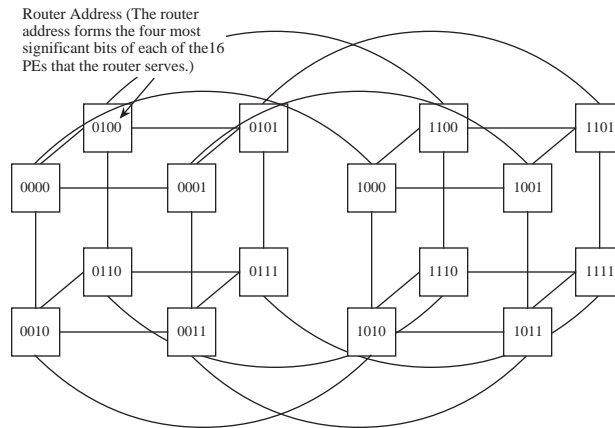 Router Address (The router
address forms the four most
significant bits of each of the16
PEs that the router serves.)
0100 0101 1100 1101
0000 0001 1000 1001
0110 0111 1110 1111
0010 0011 1010 1011